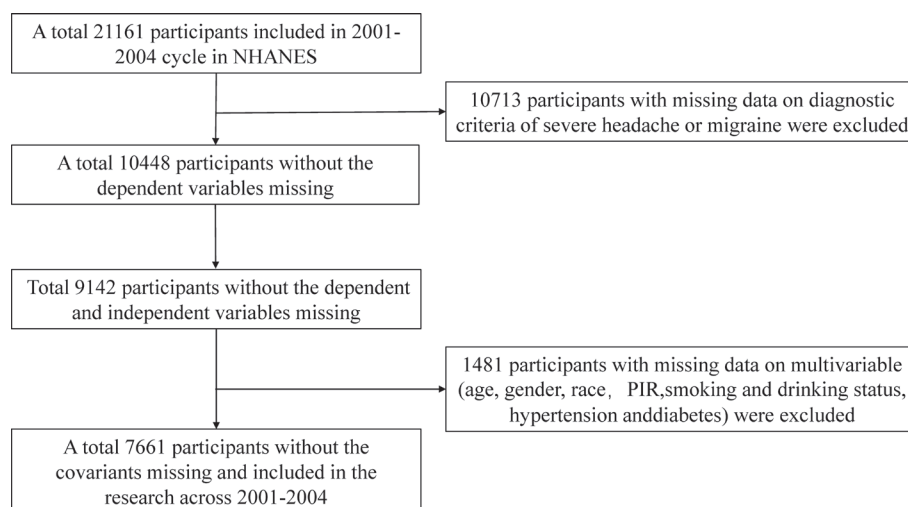 A total 21161 participants included in 2001-
2004 cycle in NHANES
10713 participants with missing data on diagnostic
criteria of severe headache or migraine were excluded
A total 10448 participants without the
dependent variables missing
Total 9142 participants without the dependent
and independent variables missing
1481 participants with missing data on multivariable
(age, gender, race，PIR,smoking and drinking status,
hypertension anddiabetes) were excluded
A total 7661 participants without the
covariants missing and included in the
research across 2001-2004